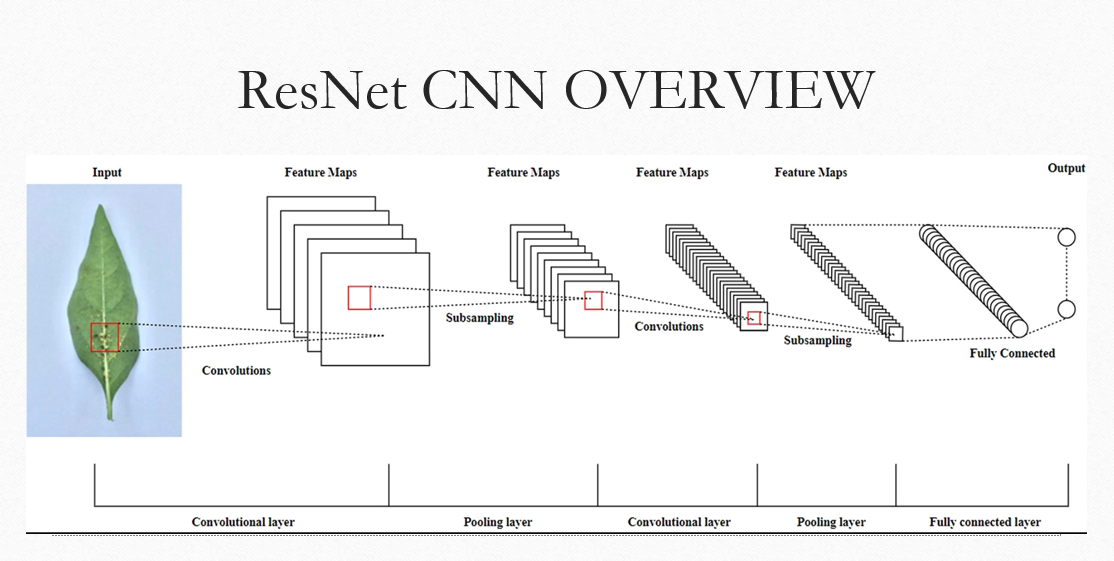 ResNet CNN OVERVIEW
Input
Feature Maps
Feature Maps
Feature Maps
Feature Maps
Output
Convolutions
Subsampling
Convolutions
Subsampling
Fully Connected
Convolutional layer
Pooling layer
Convolutional layer
Pooling layer
Fully connected layer